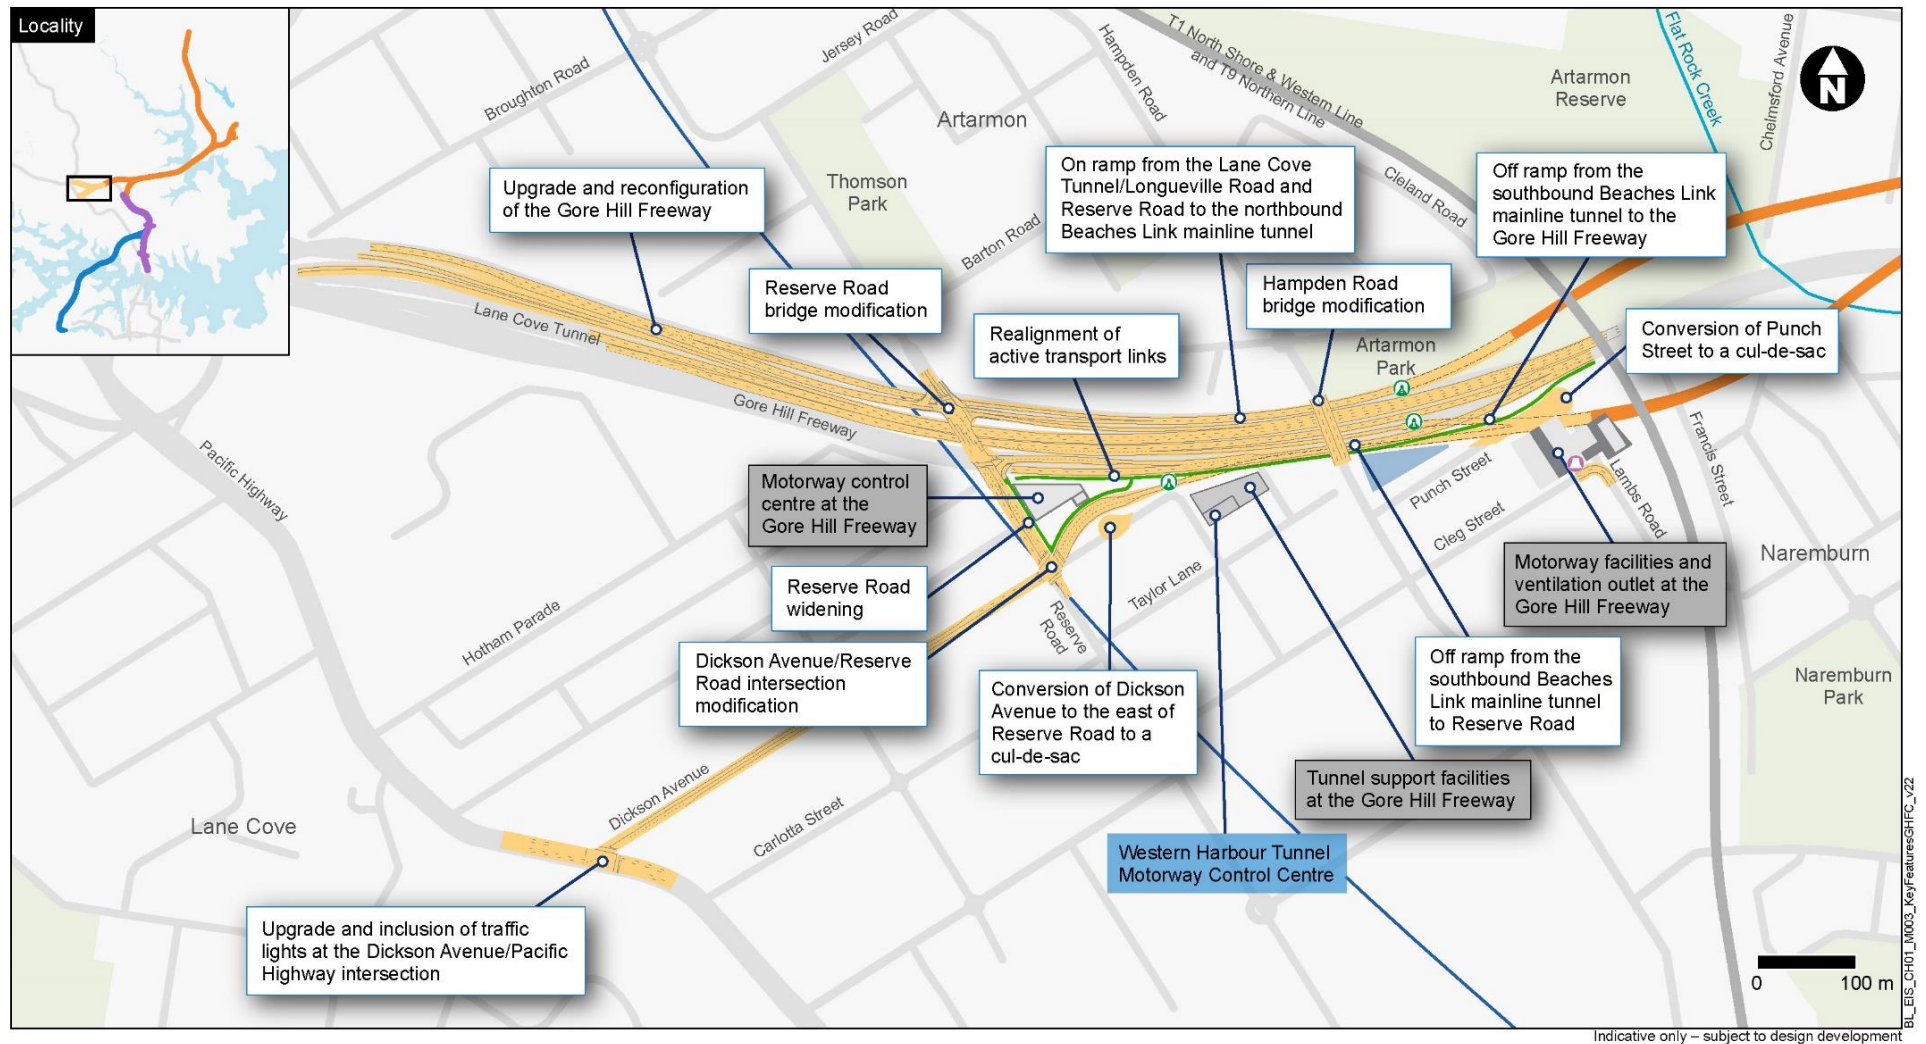 Locality
Broughton Road
Jersey Road
Hampden Road
T1 North Shore & Western Line
and T9 Northern Line
Artarmon
Artarmon
Reserve
Flat Rock Creek
Chelmsford Avenue
N
Thomson
Park
Barton Road
Cleland Road
Upgrade and reconfiguration
of the Gore Hill Freeway
On ramp from the Lane Cove
Tunnel/Longueville Road and
Reserve Road to the northbound
Beaches Link mainline tunnel
Off ramp from the
southbound Beaches Link
mainline tunnel to the
Gore Hill Freeway
Reserve Road
bridge modification
Hampden Road
bridge modification
Realignment of
active transport links
Conversion of Punch
Street to a cul-de-sac
Lane Cove Tunnel
Artarmon
Park
Gore Hill Freeway
Pacific Highway
Francis Street
Motorway control
centre at the
Gore Hill Freeway
Punch Street
Cleg Street
Lambs Road
Naremburn
Motorway facilities and
ventilation outlet at the
Gore Hill Freeway
Reserve Road
widening
Taylor Lane
Reserve
Road
Hotham Parade
Dickson Avenue/Reserve
Road intersection
modification
Conversion of Dickson
Avenue to the east of
Reserve Road to a
cul-de-sac
Off ramp from the
southbound Beaches
Link mainline tunnel
to Reserve Road
Naremburn
Park
Tunnel support facilities
at the Gore Hill Freeway
Dickson Avenue
Carlotta Street
Lane Cove
Western Harbour Tunnel
Motorway Control Centre
Upgrade and inclusion of traffic
lights at the Dickson Avenue/Pacific
Highway intersection
0 100 m
BL_EIS_CH01_M003_KeyFeaturesGHFC_v22
Indicative only – subject to design development